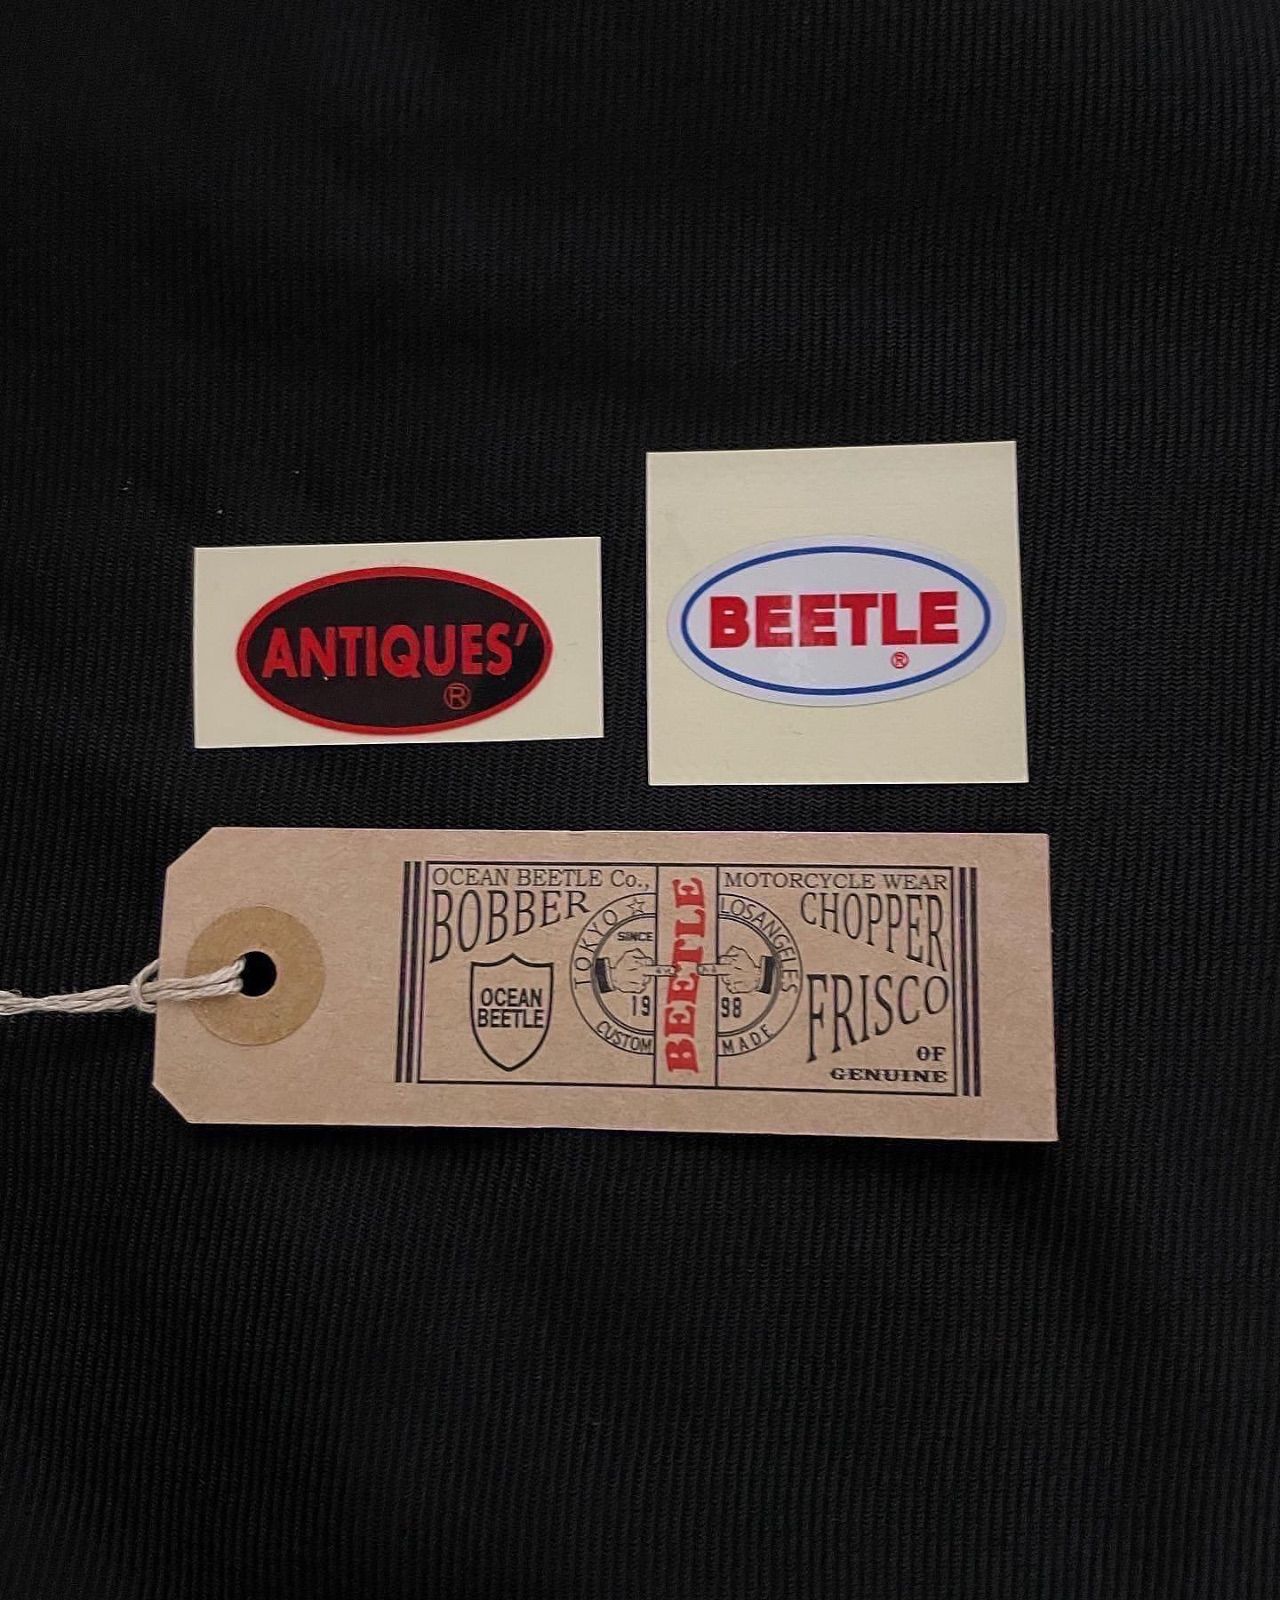 ANTIQUES'
®
BEETLE
®
OCEAN BEETLE Co.,
BOBBER
OCEAN
BEETLE
TOKYO ☆ LOSANGELES
SINCE
19 98
CUSTOM MADE
BEETLE
MOTORCYCLE WEAR
CHOPPER
FRISCO
OF
GENUINE